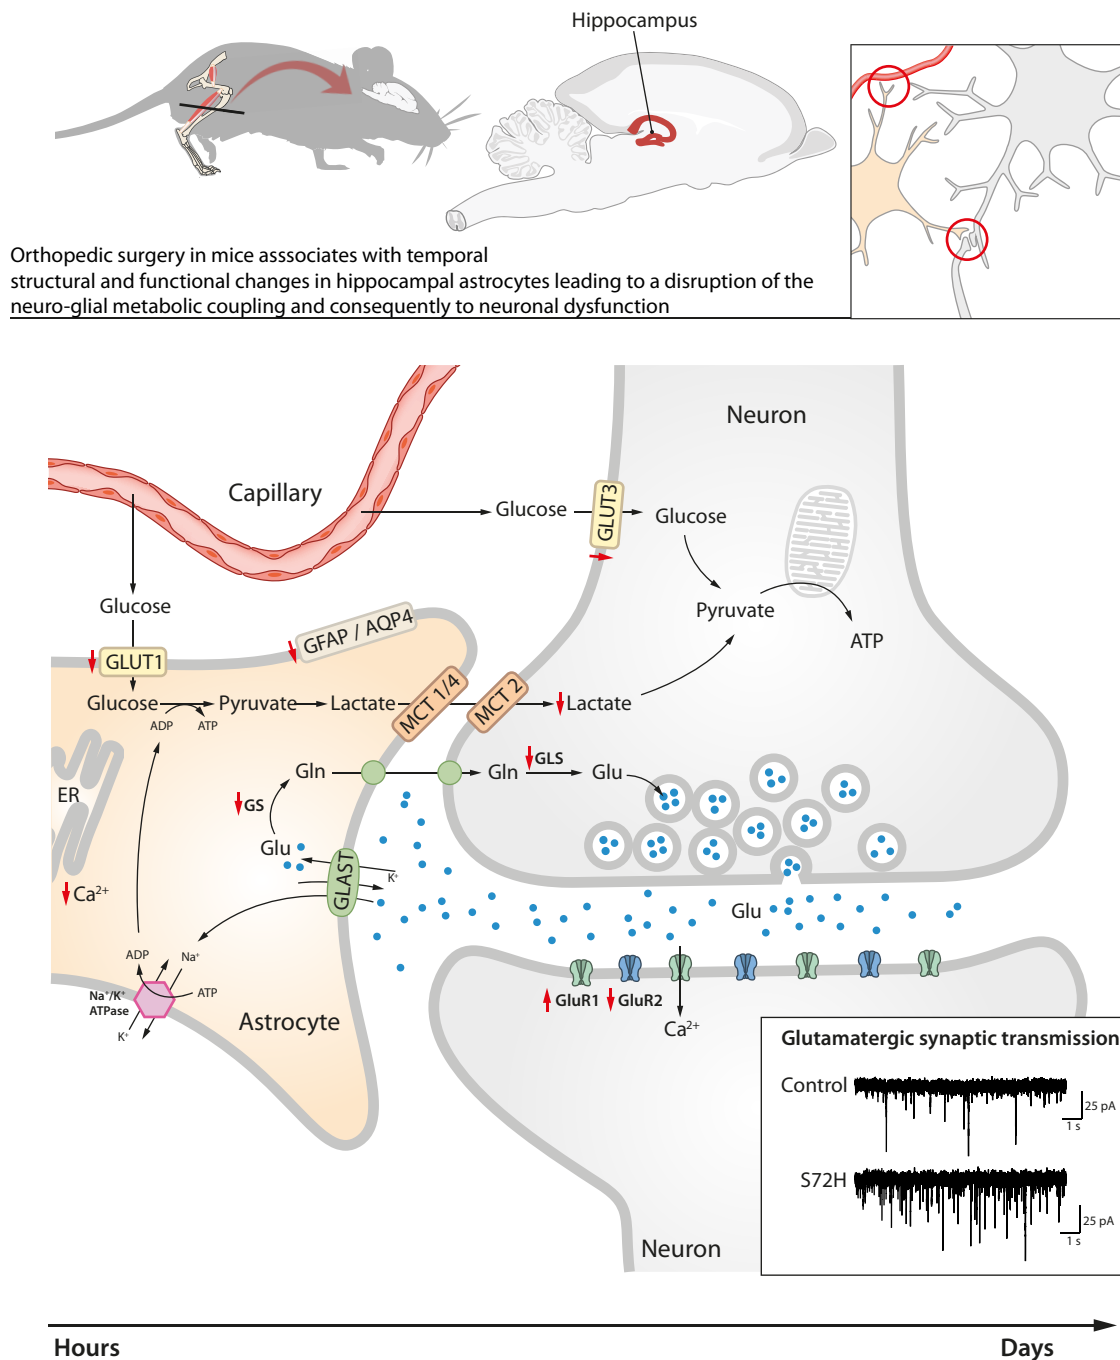 Hippocampus
Orthopedic surgery in mice asssociates with temporal
structural and functional changes in hippocampal astrocytes leading to a disruption of the
neuro-glial metabolic coupling and consequently to neuronal dysfunction
Neuron
Capillary
GLUT3
Glucose
Glucose
Glucose
Pyruvate
ATP
GFAP / AQP4
GLUT1
Glucose
Pyruvate
Lactate
MCT 1/4
MCT 2
Lactate
ADP
ATP
Gln
Gln
GLS
Glu
ER
GS
Glu
GLAST
K⁺
Ca²⁺
Glu
ADP
Na⁺
ATP
Na⁺/K⁺
ATPase
K⁺
Astrocyte
GluR1
GluR2
Ca²⁺
Neuron
Glutamatergic synaptic transmission
Control
25 pA
1 s
S72H
25 pA
1 s
Hours
Days